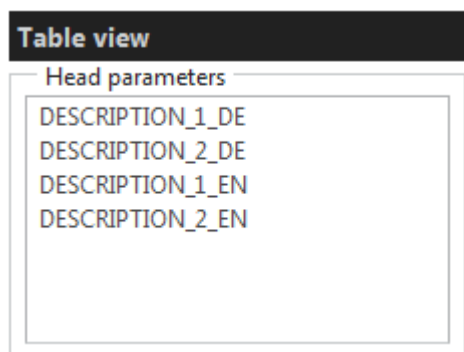 Table view
Head parameters
DESCRIPTION_1_DE
DESCRIPTION_2_DE
DESCRIPTION_1_EN
DESCRIPTION_2_EN